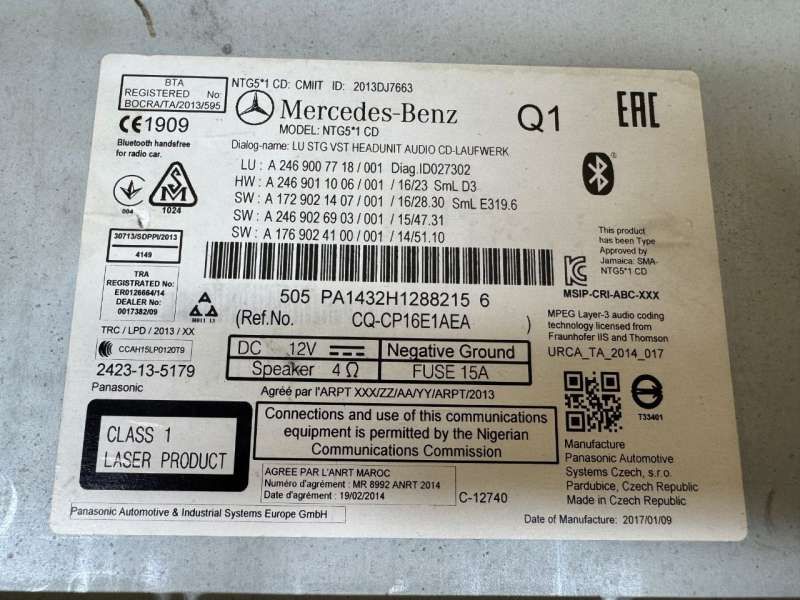 BTA
REGISTERED No:
BOCRA/TA/2013/595
NTG5*1 CD: CMIIT ID: 2013DJ7663
Mercedes-Benz
MODEL: NTG5*1 CD
Q1
EAC
CE1909
Bluetooth handsfree
for radio car.
Dialog-name: LU STG VST HEADUNIT AUDIO CD-LAUFWERK
LU : A 246 900 77 18 / 001 Diag.ID027302
HW : A 246 901 10 06 / 001 / 16/23 SmL D3
SW : A 172 902 14 07 / 001 / 16/28.30 SmL E319.6
SW : A 246 902 69 03 / 001 / 15/47.31
SW : A 176 902 41 00 / 001 / 14/51.10
004
1024
30713/SDPPI/2013
4149
TRA
REGISTRATED No:
ER0126664/14
DEALER No:
0017382/09
This product
has been Type
Approved by
Jamaica: SMA-
NTG5*1 CD
MSIP-CRI-ABC-XXX
505 PA1432H1288215 6
(Ref.No. CQ-CP16E1AEA )
MPEG Layer-3 audio coding
technology licensed from
Fraunhofer IIS and Thomson
URCA_TA_2014_017
TRC / LPD / 2013 / XX
CCAH15LP0120T9
2423-13-5179
Panasonic
DC 12V Negative Ground
Speaker 4 Ω FUSE 15A
Agréé par l'ARPT XXX/ZZ/AA/YY/ARPT/2013
T33401
CLASS 1
LASER PRODUCT
Connections and use of this communications
equipment is permitted by the Nigerian
Communications Commission
Manufacture
Panasonic Automotive
Systems Czech, s.r.o.
Pardubice, Czech Republic
Made in Czech Republic
AGREE PAR L'ANRT MAROC
Numéro d'agrément : MR 8992 ANRT 2014
Date d'agrément : 19/02/2014
C-12740
Panasonic Automotive & Industrial Systems Europe GmbH
Date of Manufacture: 2017/01/09